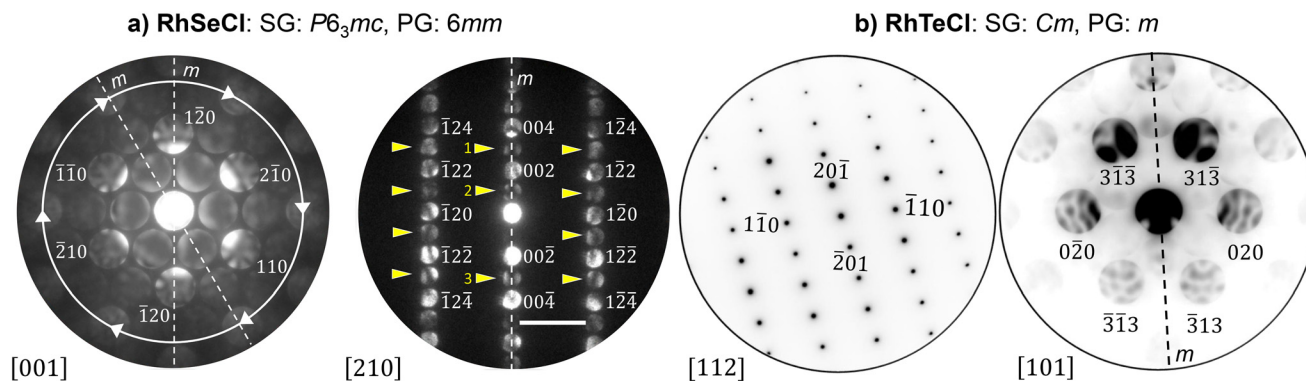 a) RhSeCl: SG: P6₃mc, PG: 6mm
m
m
12̄0
1̄1̄0
21̄0
2̄10
110
1̄20
[001]
m
1̄24 004 12̄4
1
1̄22 002 12̄2
2
1̄20 12̄0
1̄22̄ 002̄ 12̄2̄
3
1̄24̄ 004̄ 12̄4̄
[210]
b) RhTeCl: SG: Cm, PG: m
201̄
11̄0
1̄10
2̄01
[112]
31̄3̄ 313̄
02̄0 020
3̄1̄3 3̄13
m
[101]